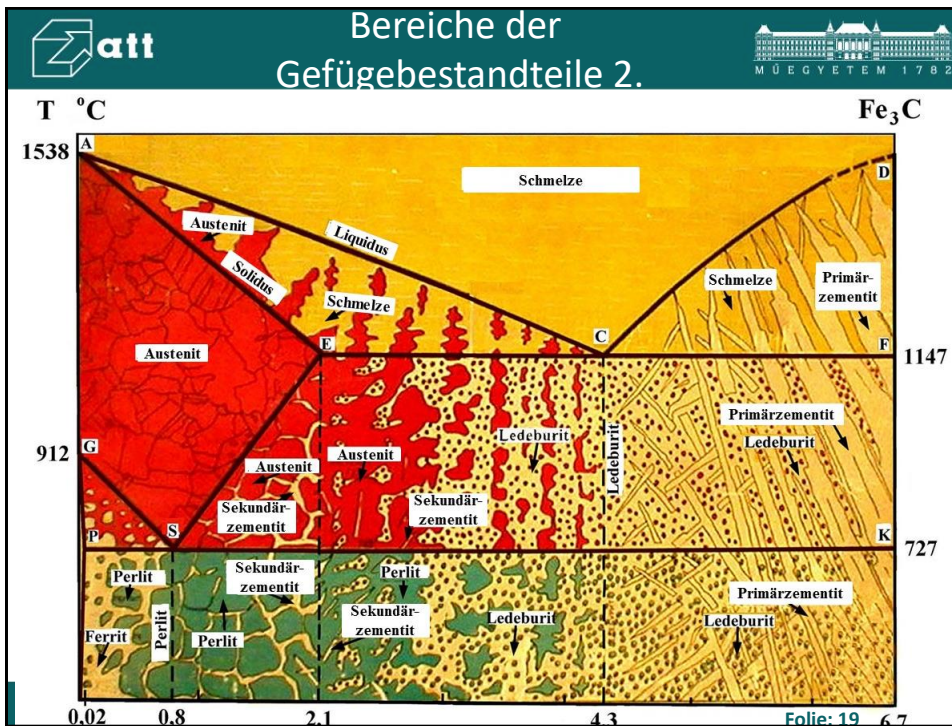 att
Bereiche der
Gefügebestandteile 2.
MŰEGYETEM 1782
T °C
Fe₃C
A
1538
D
Schmelze
Austenit
Liquidus
Solidus
Schmelze
Schmelze
Primär-
zementit
E
C
F
1147
Austenit
Primärzementit
Ledeburit
Ledeburit
Ledeburit
G
912
Austenit
Austenit
Sekundär-
zementit
Sekundär-
zementit
P
S
K
727
Perlit
Sekundär-
zementit
Perlit
Primärzementit
Perlit
Ferrit
Perlit
Sekundär-
zementit
Ledeburit
Ledeburit
0,02
0,8
2,1
4,3
Folie: 19
6,7